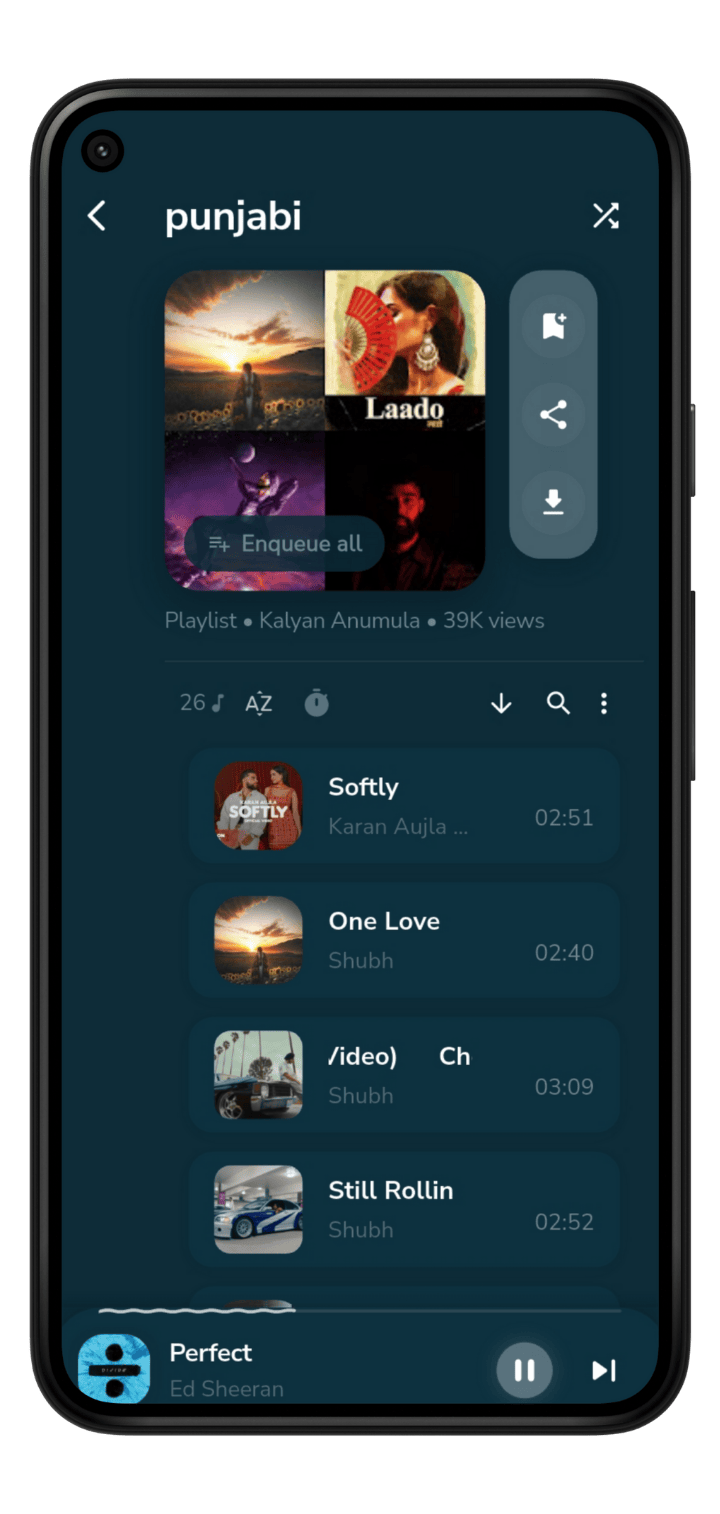 punjabi
Laado
Enqueue all
Playlist • Kalyan Anumula • 39K views
26
AZ
SOFTLY
Softly
Karan Aujla ...
02:51
One Love
Shubh
02:40
/ideo) Ch
Shubh
03:09
Still Rollin
Shubh
02:52
Perfect
Ed Sheeran